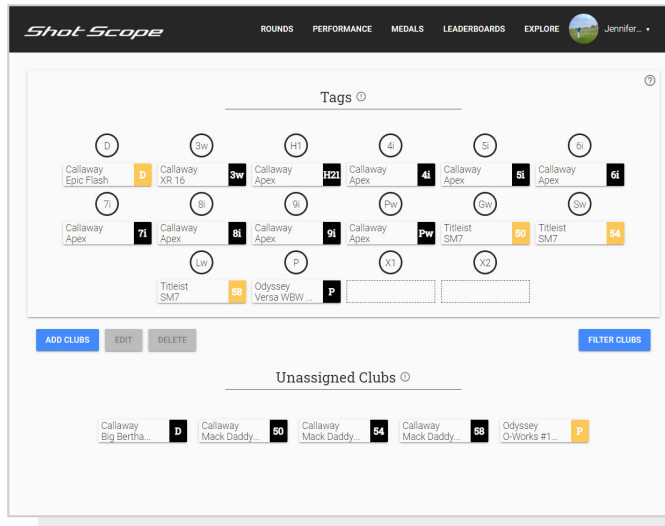 Shot Scope ROUNDS PERFORMANCE MEDALS LEADERBOARDS EXPLORE Jennifer...
Tags
D 3w H1 4i 5i 6i
Callaway Epic Flash D Callaway XR 16 3w Callaway Apex H21 Callaway Apex 4i Callaway Apex 5i Callaway Apex 6i
7i 8i 9i Pw Gw Sw
Callaway Apex 7i Callaway Apex 8i Callaway Apex 9i Callaway Apex Pw Titleist SM7 50 Titleist SM7 54
Lw P X1 X2
Titleist SM7 58 Odyssey Versa WBW ... P
ADD CLUBS EDIT DELETE FILTER CLUBS
Unassigned Clubs
Callaway Big Bertha... D Callaway Mack Daddy... 50 Callaway Mack Daddy... 54 Callaway Mack Daddy... 58 Odyssey O-Works #1... P